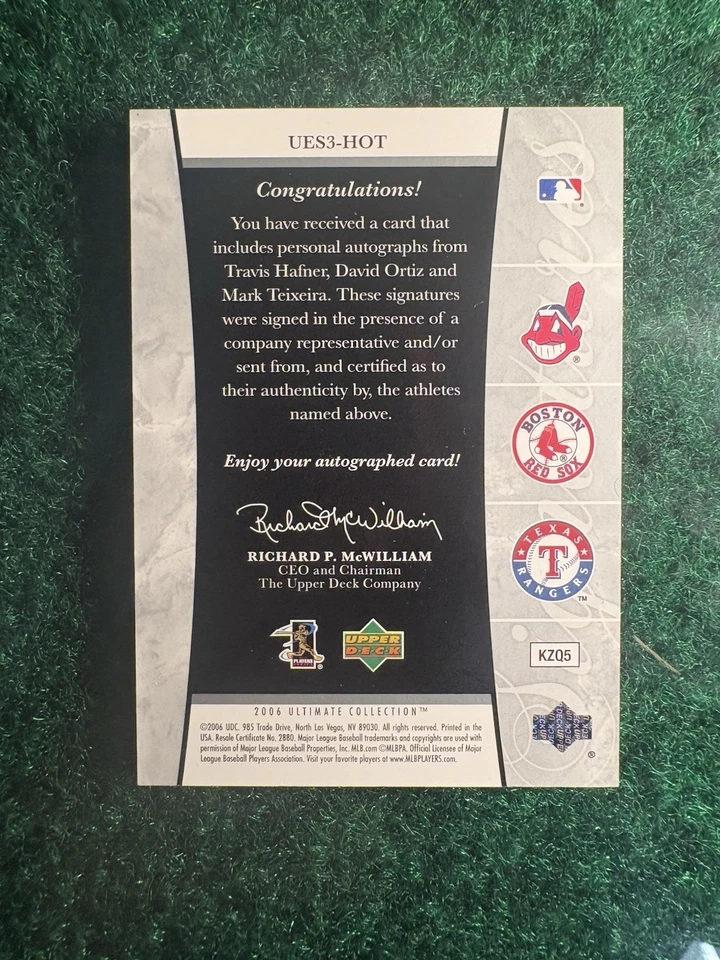 UES3-HOT
Congratulations!
You have received a card that
includes personal autographs from
Travis Hafner, David Ortiz and
Mark Teixeira. These signatures
were signed in the presence of a
company representative and/or
sent from, and certified as to
their authenticity by, the athletes
named above.
Enjoy your autographed card!
Richard P. McWilliam
RICHARD P. McWILLIAM
CEO and Chairman
The Upper Deck Company
PLAYERS
UPPER
DECK
2006 ULTIMATE COLLECTION™
©2006 UDC. 985 Trade Drive, North Las Vegas, NV 89030. All rights reserved. Printed in the
USA. Resale Certificate No. 2880. Major League Baseball trademarks and copyrights are used with
permission of Major League Baseball Properties, Inc. MLB.com ©MLBPA. Official Licensee of Major
League Baseball Players Association. Visit your favorite players at www.MLBPLAYERS.com.
BOSTON
RED SOX
TEXAS
T
RANGERS
KZQ5